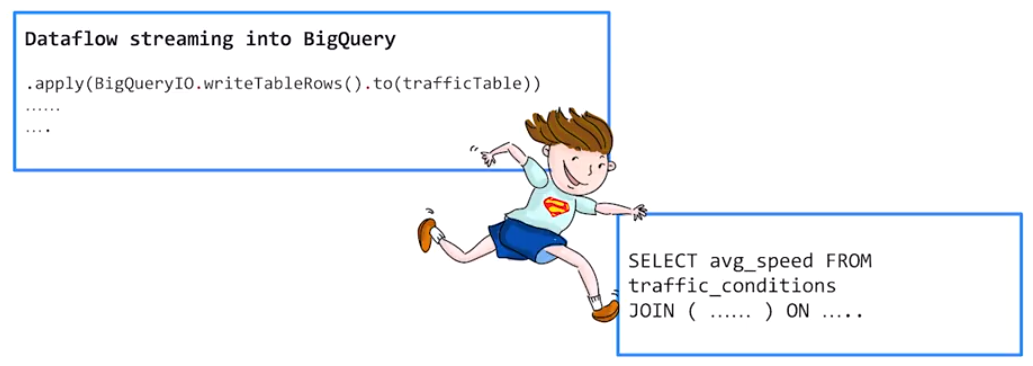 Dataflow streaming into BigQuery
.apply(BigQueryIO.writeTableRows().to(trafficTable))
......
....
SELECT avg_speed FROM
traffic_conditions
JOIN ( ...... ) ON .....